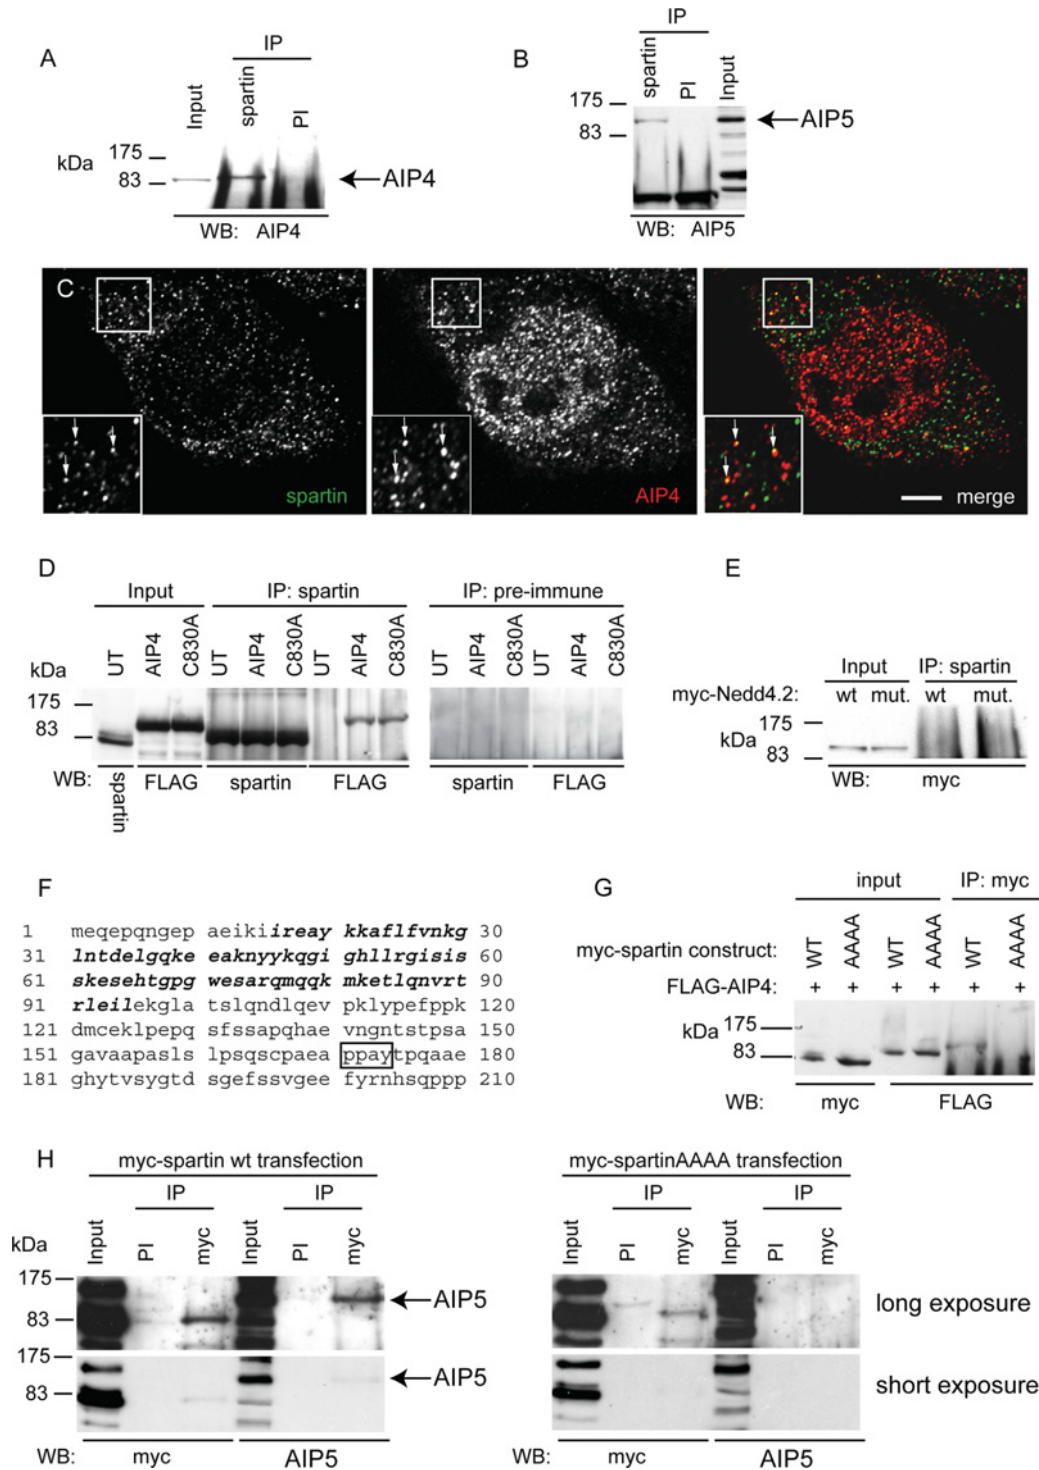 A
IP
Input
spartin
PI
kDa
175
83
AIP4
WB: AIP4
B
IP
spartin
PI
Input
175
83
AIP5
WB: AIP5
C
spartin
AIP4
merge
D
Input
IP: spartin
IP: pre-immune
UT
AIP4
C830A
UT
AIP4
C830A
UT
AIP4
C830A
UT
AIP4
C830A
UT
AIP4
C830A
kDa
175
83
WB:
spartin
FLAG
spartin
FLAG
spartin
FLAG
E
Input
IP: spartin
myc-Nedd4.2: wt mut. wt mut.
175
kDa
83
WB: myc
F
1 meqepqngep aeikiireay kkaflfvnkg 30
31 lntdelgqke eaknyykqgi ghllrgisis 60
61 skesehtgpg wesarqmqqk mketlqnvrt 90
91 rleilekgla tslqndlqev pklypefppk 120
121 dmceklpepq sfssapqhae vngntstpsa 150
151 gavaapasls lpsqscpaea ppaytpqaae 180
181 ghytvsygtd sgefssvgee fyrnhsqppp 210
G
input
IP: myc
myc-spartin construct:
WT
AAAA
WT
AAAA
WT
AAAA
FLAG-AIP4: + + + + + +
kDa
175
83
WB: myc FLAG
H
myc-spartin wt transfection
IP
IP
kDa
Input
PI
myc
Input
PI
myc
175
83
AIP5
175
83
AIP5
WB: myc AIP5
myc-spartinAAAA transfection
IP
IP
Input
PI
myc
Input
PI
myc
long exposure
short exposure
myc AIP5